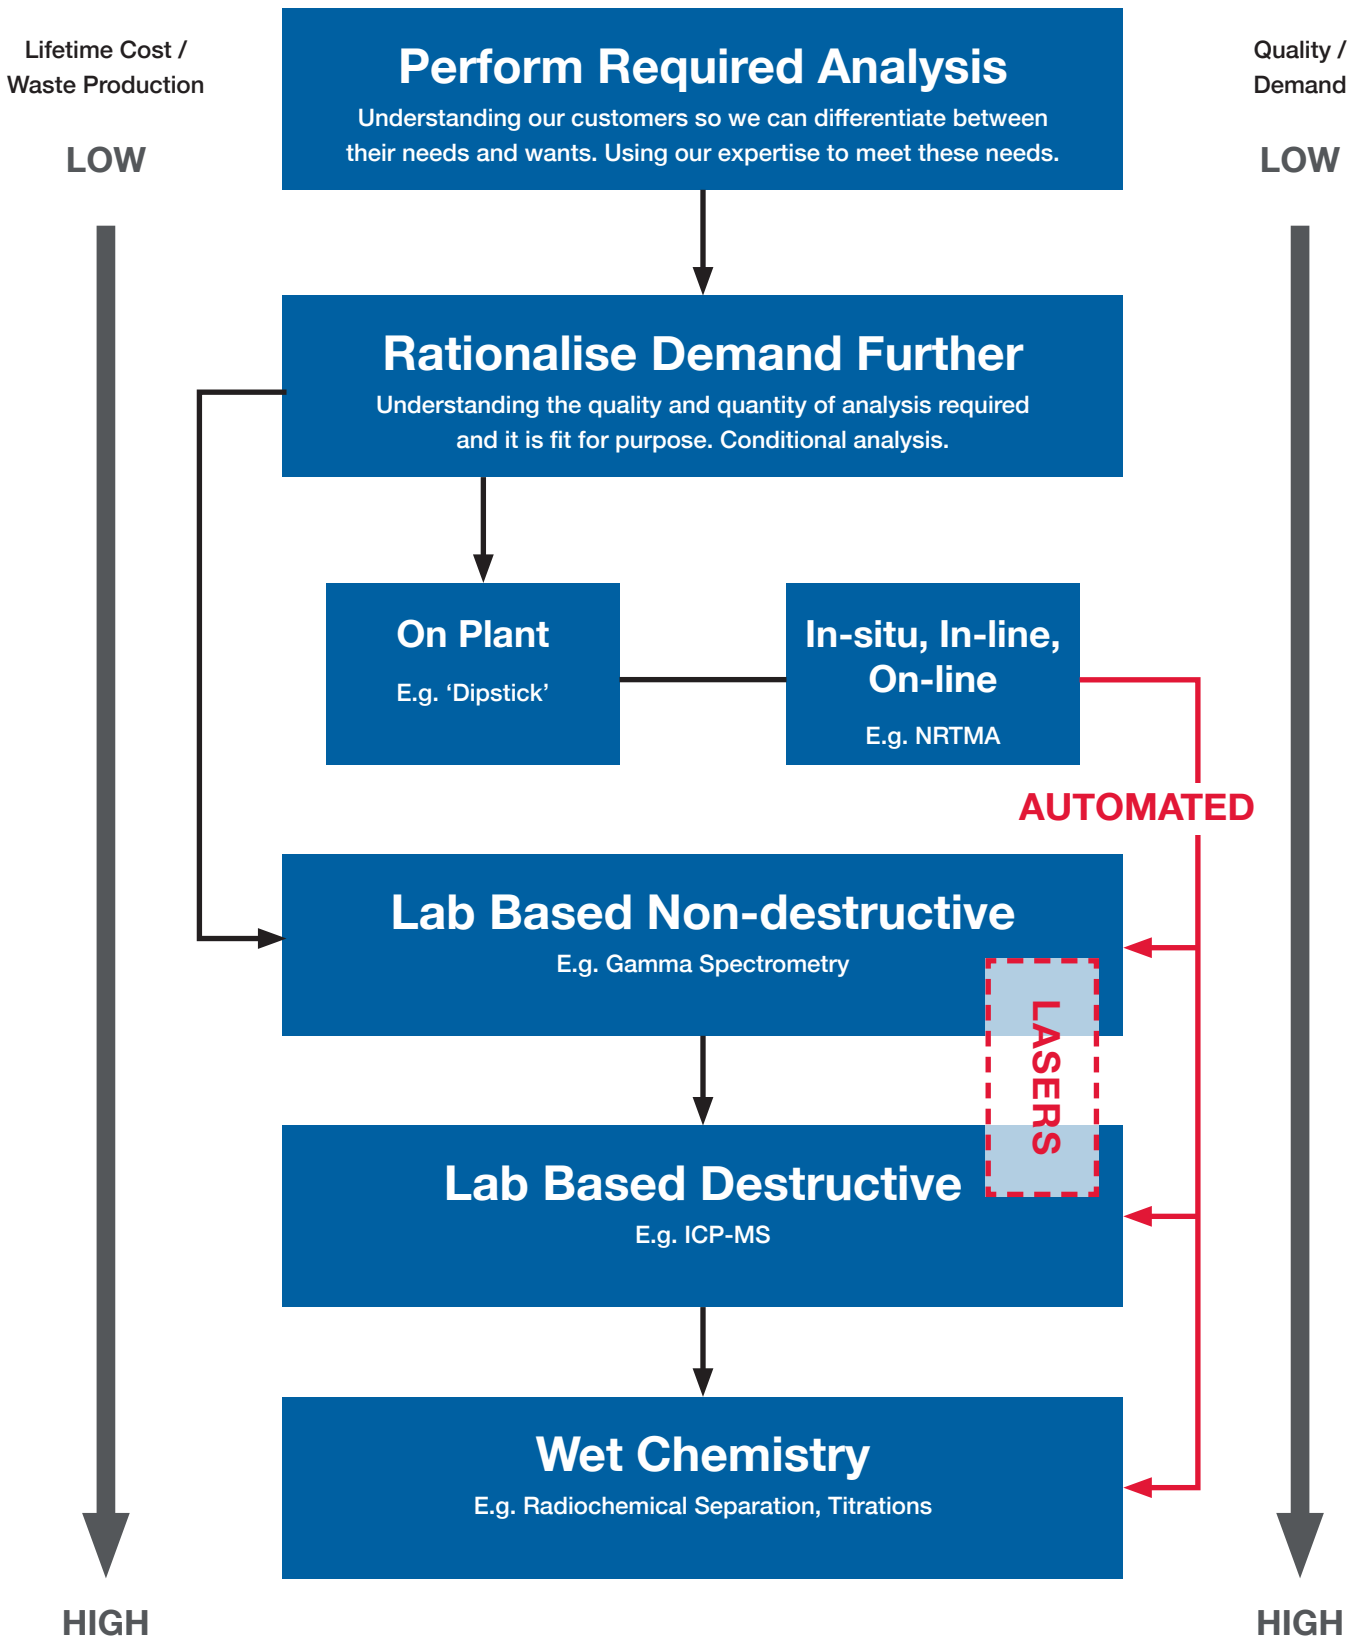 Lifetime Cost /
Waste Production
LOW
Quality /
Demand
LOW
Perform Required Analysis
Understanding our customers so we can differentiate between
their needs and wants. Using our expertise to meet these needs.
Rationalise Demand Further
Understanding the quality and quantity of analysis required
and it is fit for purpose. Conditional analysis.
On Plant
E.g. ‘Dipstick’
In-situ, In-line,
On-line
E.g. NRTMA
AUTOMATED
Lab Based Non-destructive
E.g. Gamma Spectrometry
LASERS
Lab Based Destructive
E.g. ICP-MS
Wet Chemistry
E.g. Radiochemical Separation, Titrations
HIGH
HIGH